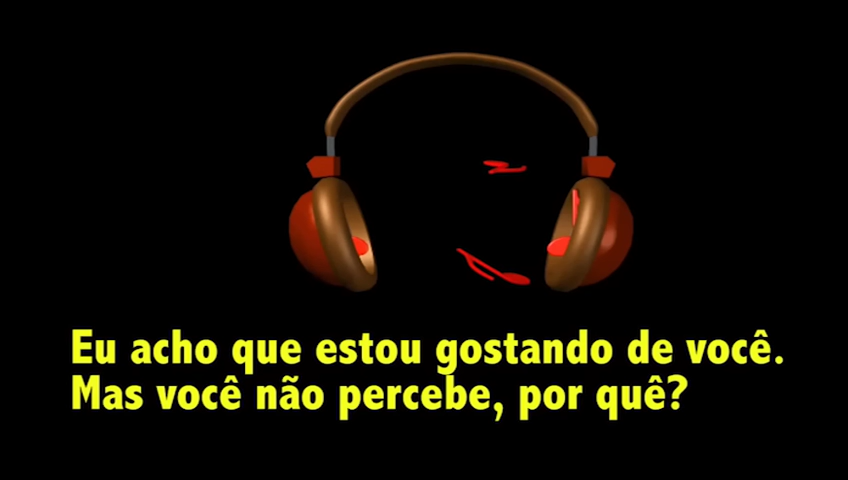 Eu acho que estou gostando de você.
Mas você não percebe, por quê?